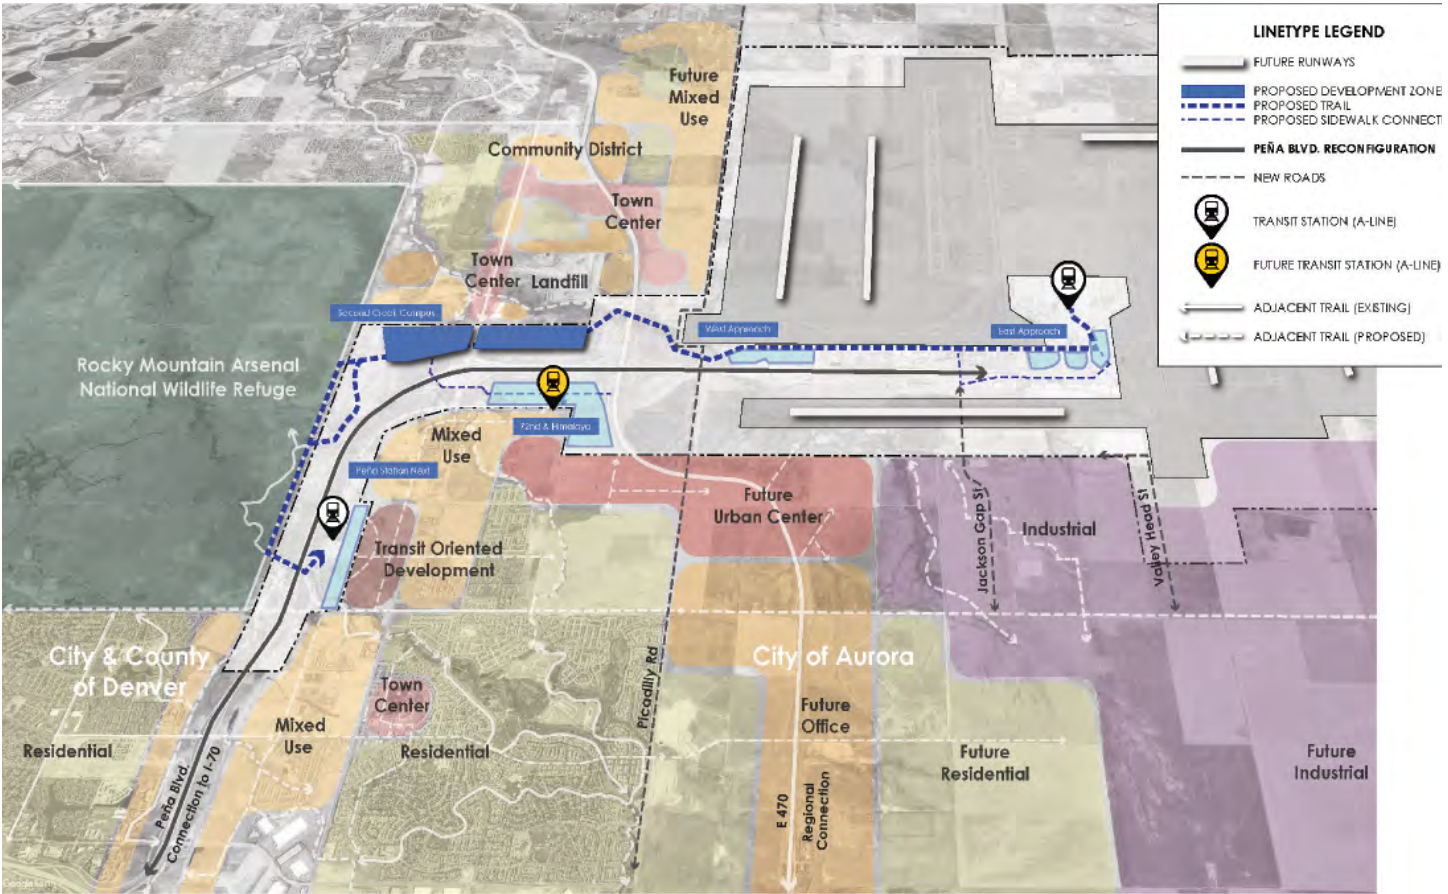 LINETYPE LEGEND
FUTURE RUNWAYS
PROPOSED DEVELOPMENT ZONE
PROPOSED TRAIL
PROPOSED SIDEWALK CONNECTI
PEÑA BLVD. RECONFIGURATION
NEW ROADS
TRANSIT STATION (A-LINE)
FUTURE TRANSIT STATION (A-LINE)
ADJACENT TRAIL (EXISTING)
ADJACENT TRAIL (PROPOSED)
Future
Mixed
Use
Community District
Town
Center
Town
Center
Landfill
Second Creek Campus
West Approach
East Approach
Rocky Mountain Arsenal
National Wildlife Refuge
Mixed
Use
72nd & Himalaya
Peña Station Next
Future
Urban Center
Transit Oriented
Development
Jackson Gap St
Industrial
Valley Head St
City & County
of Denver
City of Aurora
Picadilly Rd
Town
Center
Mixed
Use
Residential
Residential
Future
Office
Future
Residential
Future
Industrial
Peña Blvd.
Connection to I-70
E 470
Regional
Connection
Google Earth